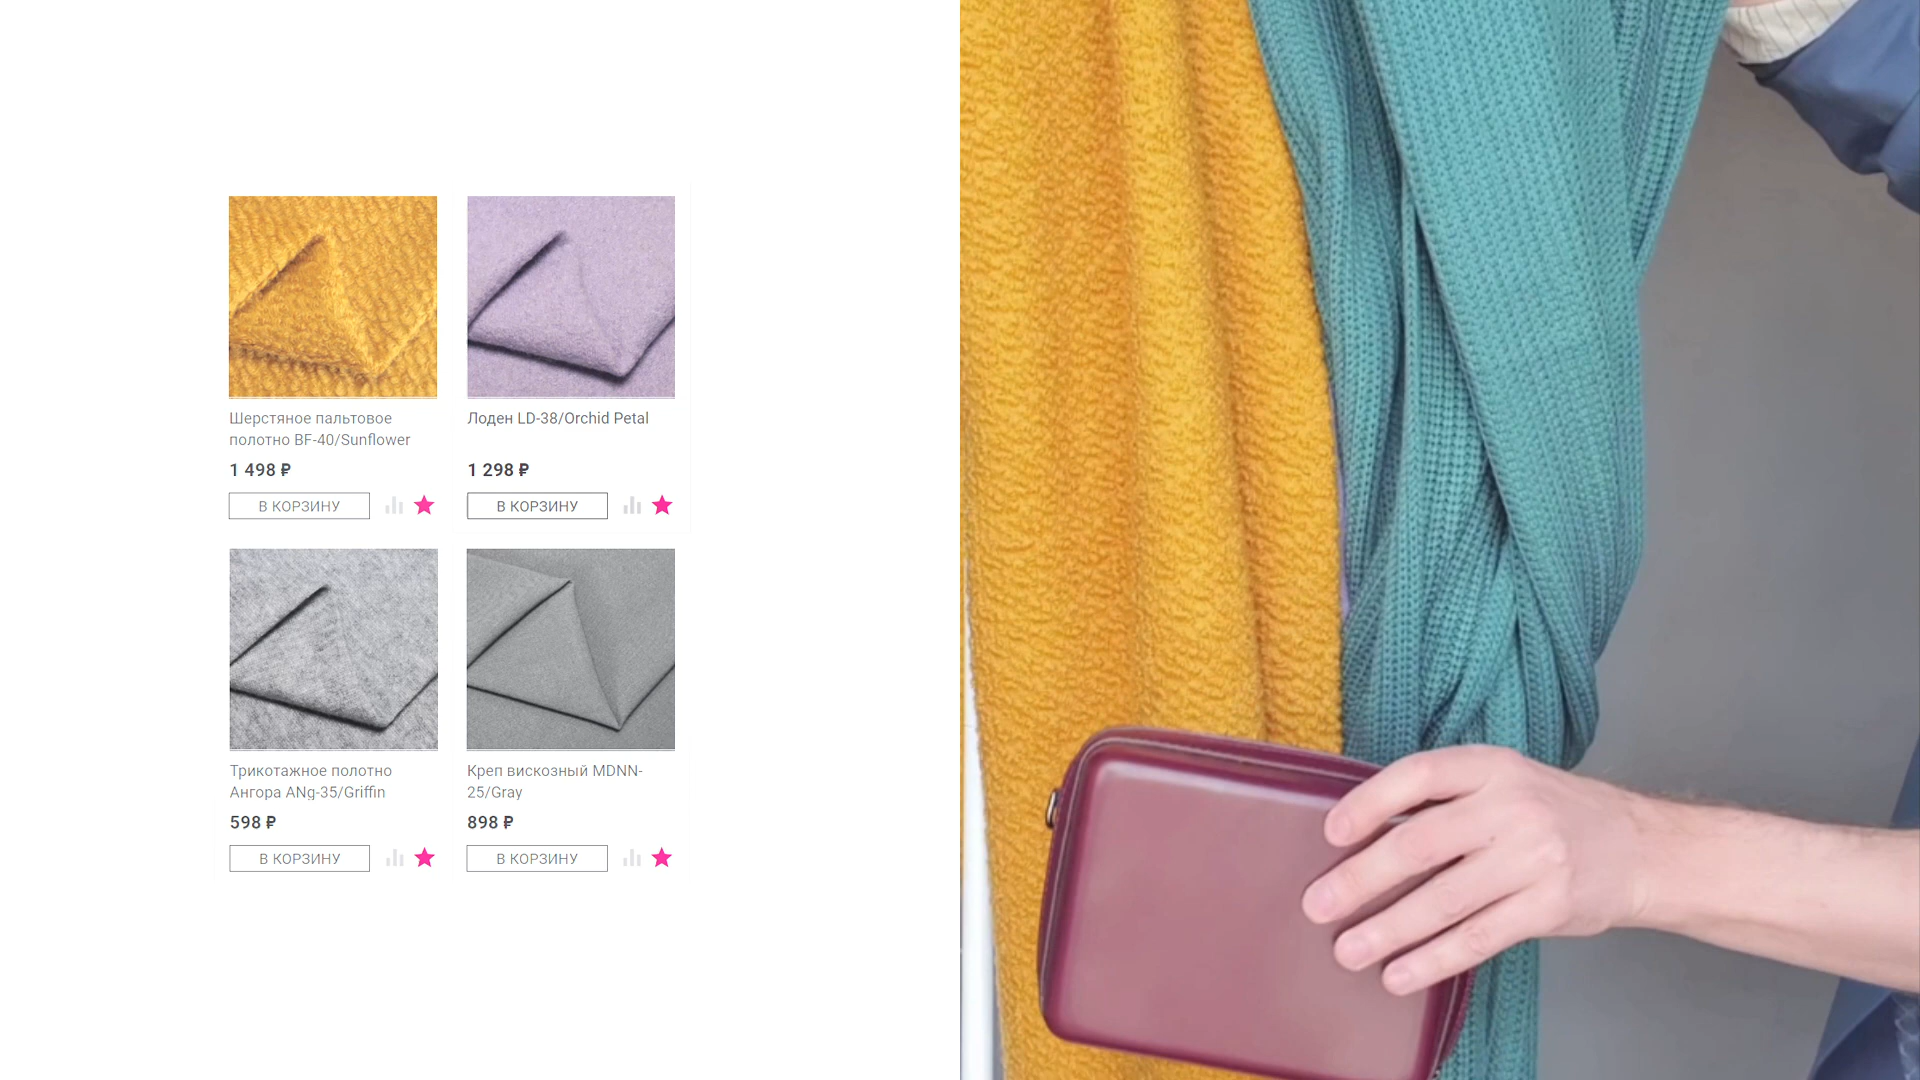 Шерстяное пальтовое
полотно BF-40/Sunflower
1 498 ₽
В КОРЗИНУ
Лоден LD-38/Orchid Petal
1 298 ₽
В КОРЗИНУ
Трикотажное полотно
Ангора ANg-35/Griffin
598 ₽
В КОРЗИНУ
Креп вискозный MDNN-
25/Gray
898 ₽
В КОРЗИНУ